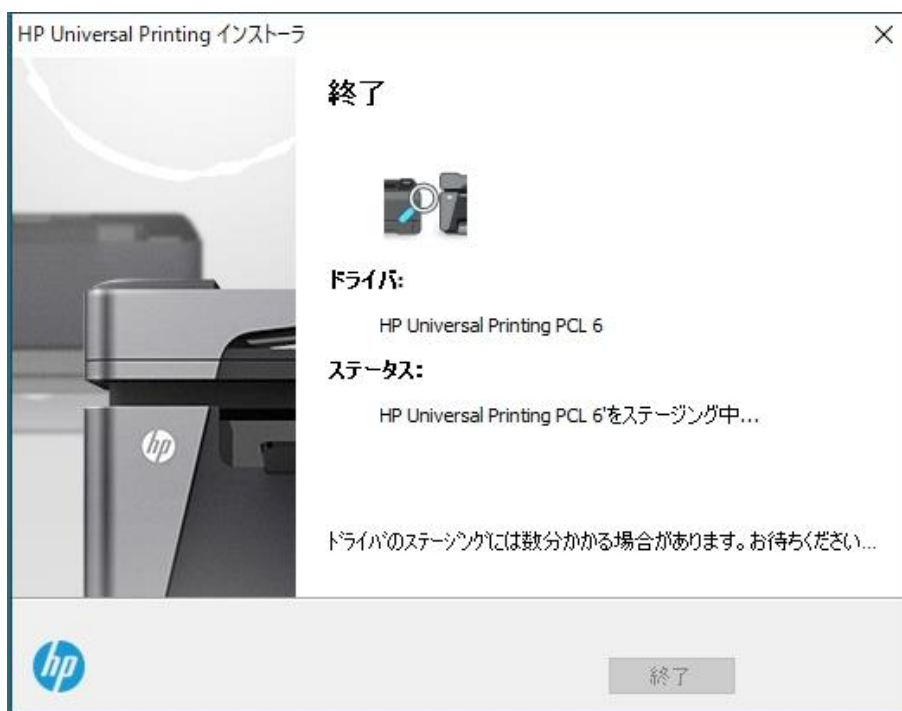 HP Universal Printing インストーラ
終了
ドライバ:
HP Universal Printing PCL 6
ステータス:
HP Universal Printing PCL 6'をステージング中...
ドライバのステージングには数分かかる場合があります。お待ちください...
hp
hp
終了